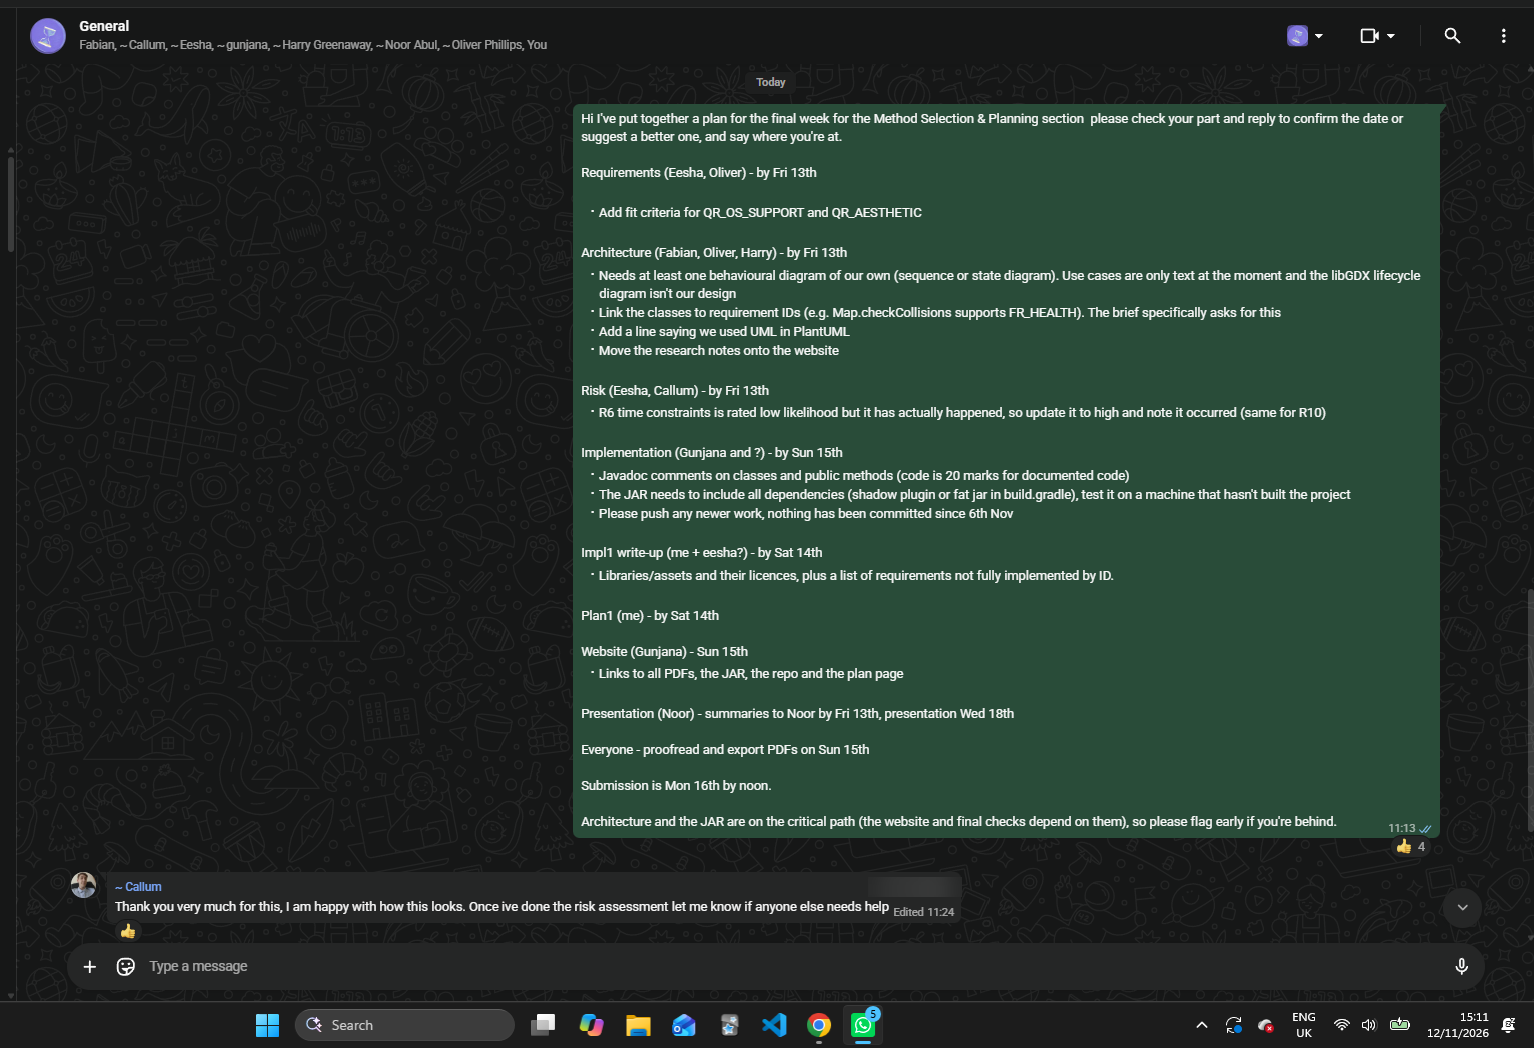 General
Fabian, ~Callum, ~Eesha, ~gunjana, ~Harry Greenaway, ~Noor Abul, ~Oliver Phillips, You
Today
Hi I've put together a plan for the final week for the Method Selection & Planning section  please check your part and reply to confirm the date or
suggest a better one, and say where you're at.
Requirements (Eesha, Oliver) - by Fri 13th
· Add fit criteria for QR_OS_SUPPORT and QR_AESTHETIC
Architecture (Fabian, Oliver, Harry) - by Fri 13th
· Needs at least one behavioural diagram of our own (sequence or state diagram). Use cases are only text at the moment and the libGDX lifecycle
diagram isn't our design
· Link the classes to requirement IDs (e.g. Map.checkCollisions supports FR_HEALTH). The brief specifically asks for this
· Add a line saying we used UML in PlantUML
· Move the research notes onto the website
Risk (Eesha, Callum) - by Fri 13th
· R6 time constraints is rated low likelihood but it has actually happened, so update it to high and note it occurred (same for R10)
Implementation (Gunjana and ?) - by Sun 15th
· Javadoc comments on classes and public methods (code is 20 marks for documented code)
· The JAR needs to include all dependencies (shadow plugin or fat jar in build.gradle), test it on a machine that hasn't built the project
· Please push any newer work, nothing has been committed since 6th Nov
Impl1 write-up (me + eesha?) - by Sat 14th
· Libraries/assets and their licences, plus a list of requirements not fully implemented by ID.
Plan1 (me) - by Sat 14th
Website (Gunjana) - Sun 15th
· Links to all PDFs, the JAR, the repo and the plan page
Presentation (Noor) - summaries to Noor by Fri 13th, presentation Wed 18th
Everyone - proofread and export PDFs on Sun 15th
Submission is Mon 16th by noon.
Architecture and the JAR are on the critical path (the website and final checks depend on them), so please flag early if you're behind.
11:13
👍 4
~ Callum
Thank you very much for this, I am happy with how this looks. Once ive done the risk assessment let me know if anyone else needs help
Edited 11:24
👍
Type a message
Search
5
ENG
UK
15:11
12/11/2026